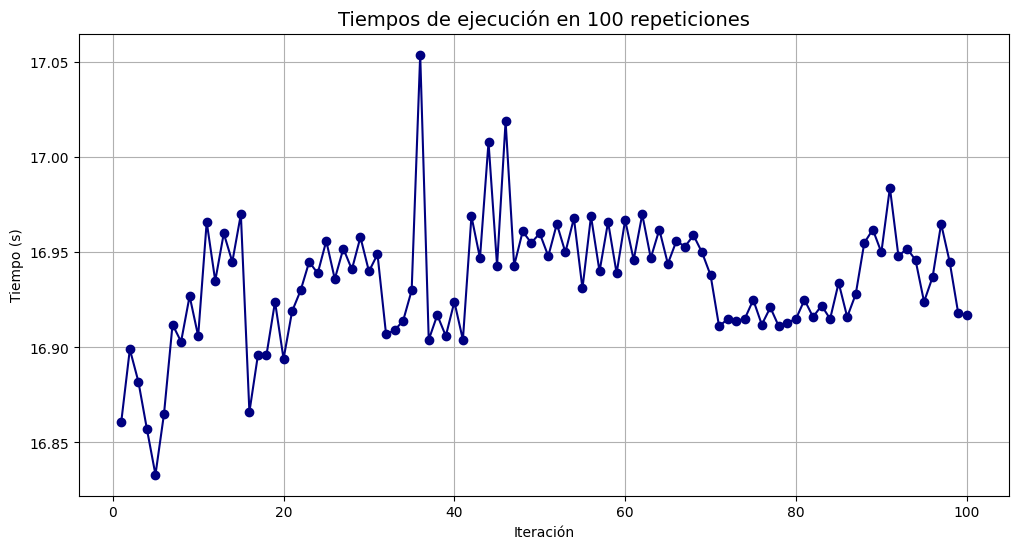 Tiempos de ejecución en 100 repeticiones
17.05
17.00
16.95
16.90
16.85
Tiempo (s)
0 20 40 60 80 100
Iteración